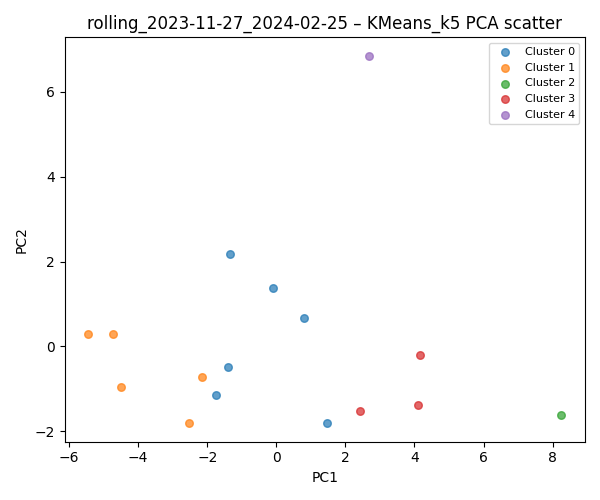 rolling_2023-11-27_2024-02-25 – KMeans_k5 PCA scatter
Cluster 0
Cluster 1
Cluster 2
Cluster 3
Cluster 4
PC2
6
4
2
0
−2
−6
−4
−2
0
2
4
6
8
PC1